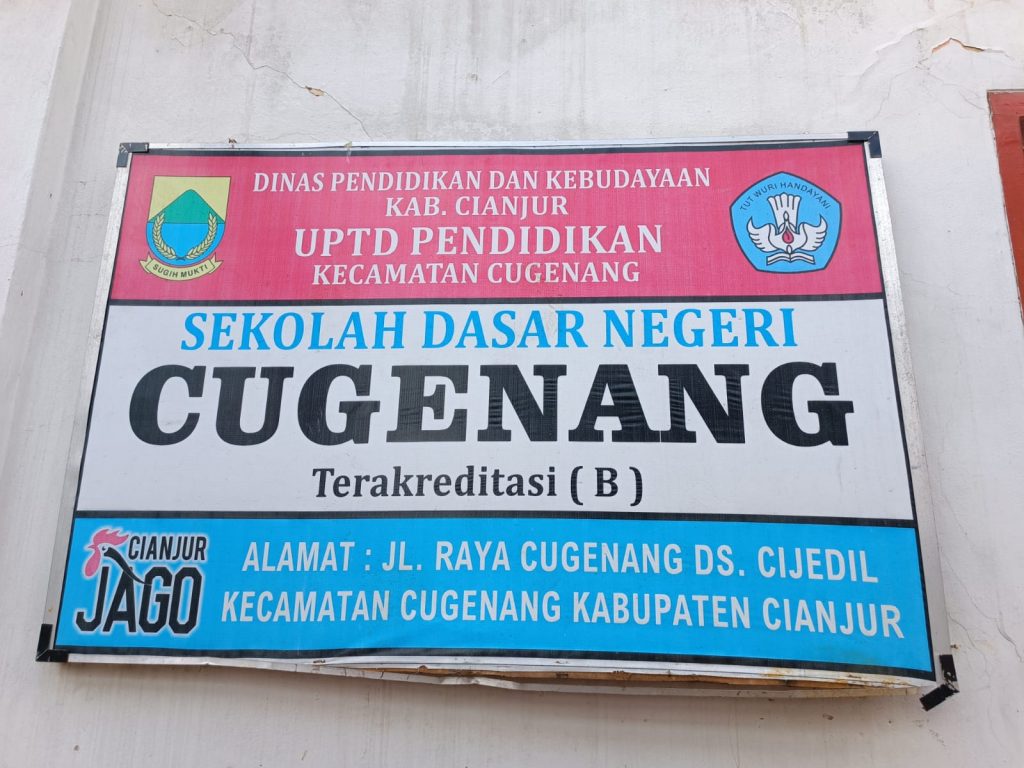 DINAS PENDIDIKAN DAN KEBUDAYAAN
KAB. CIANJUR
UPTD PENDIDIKAN
KECAMATAN CUGENANG
SUGIH MUKTI
TUT WURI HANDAYANI
SEKOLAH DASAR NEGERI
CUGENANG
Terakreditasi ( B )
CIANJUR
JAGO
ALAMAT : JL. RAYA CUGENANG DS. CIJEDIL
KECAMATAN CUGENANG KABUPATEN CIANJUR